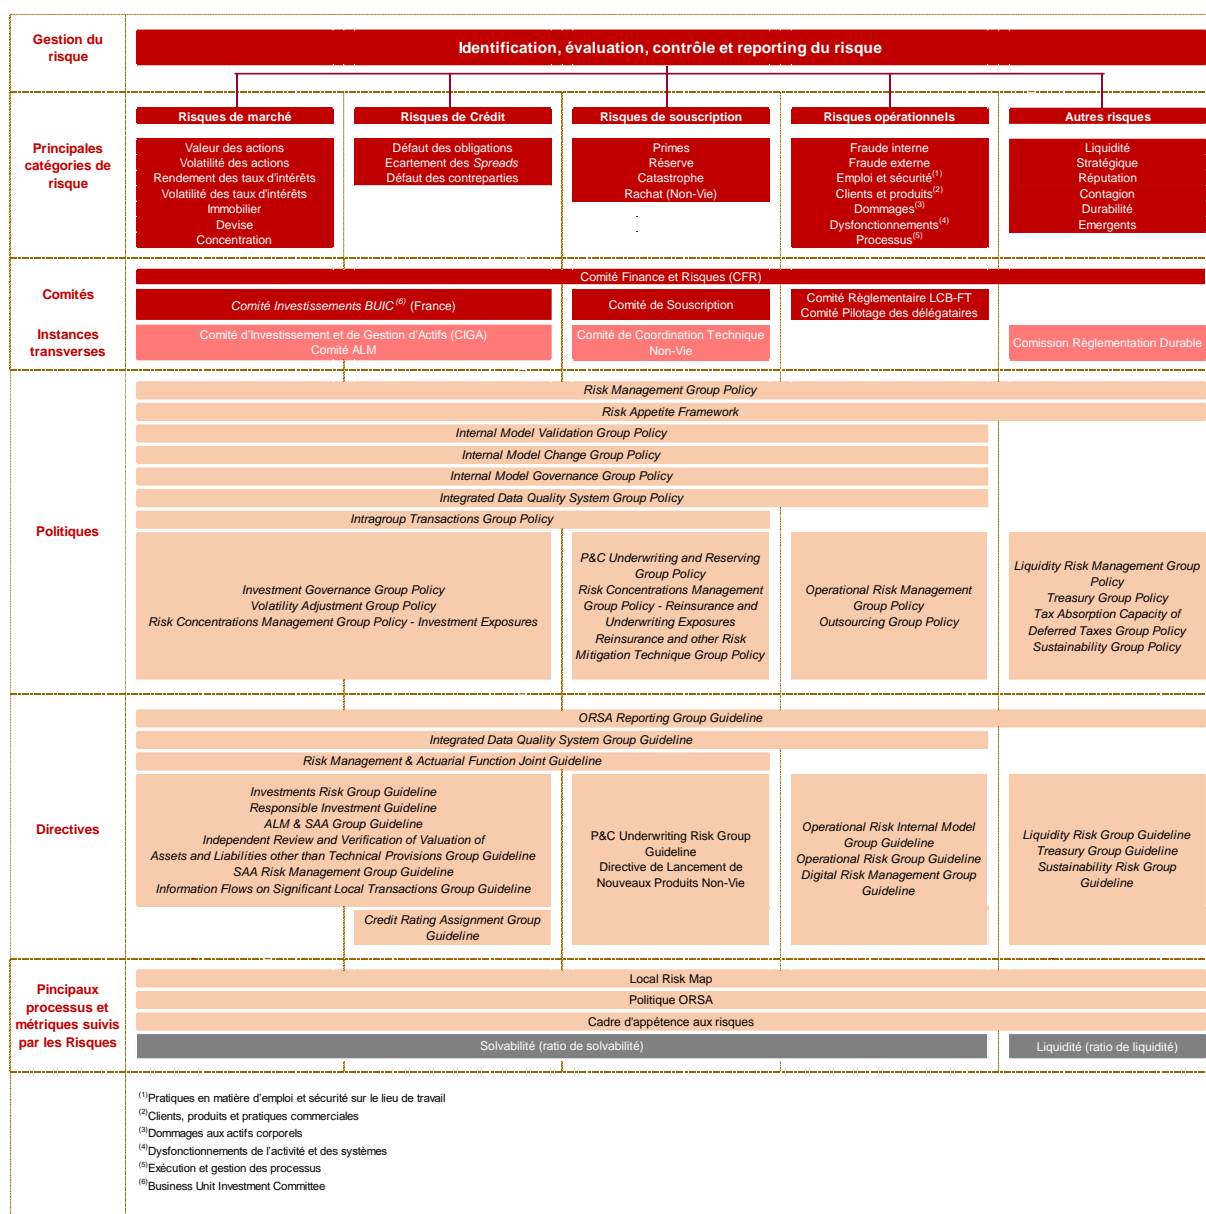 Gestion du
risque
Identification, évaluation, contrôle et reporting du risque
Principales
catégories de
risque
Risques de marché
Valeur des actions
Volatilité des actions
Rendement des taux d'intérêts
Volatilité des taux d'intérêts
Immobilier
Devise
Concentration
Risques de Crédit
Défaut des obligations
Ecartement des Spreads
Défaut des contreparties
Risques de souscription
Primes
Réserve
Catastrophe
Rachat (Non-Vie)
Risques opérationnels
Fraude interne
Fraude externe
Emploi et sécurité(1)
Clients et produits(2)
Dommages(3)
Dysfonctionnements(4)
Processus(5)
Autres risques
Liquidité
Stratégique
Réputation
Contagion
Durabilité
Emergents
Comités
Comité Finance et Risques (CFR)
Comité Investissements BUIC(6) (France)
Comité de Souscription
Comité Règlementaire LCB-FT
Comité Pilotage des délégataires
Instances
transverses
Comité d'Investissement et de Gestion d'Actifs (CIGA)
Comité ALM
Comité de Coordination Technique
Non-Vie
Comission Règlementation Durable
Politiques
Risk Management Group Policy
Risk Appetite Framework
Internal Model Validation Group Policy
Internal Model Change Group Policy
Internal Model Governance Group Policy
Integrated Data Quality System Group Policy
Intragroup Transactions Group Policy
Investment Governance Group Policy
Volatility Adjustment Group Policy
Risk Concentrations Management Group Policy - Investment Exposures
P&C Underwriting and Reserving
Group Policy
Risk Concentrations Management
Group Policy - Reinsurance and
Underwriting Exposures
Reinsurance and other Risk
Mitigation Technique Group Policy
Operational Risk Management
Group Policy
Outsourcing Group Policy
Liquidity Risk Management Group
Policy
Treasury Group Policy
Tax Absorption Capacity of
Deferred Taxes Group Policy
Sustainability Group Policy
Directives
ORSA Reporting Group Guideline
Integrated Data Quality System Group Guideline
Risk Management & Actuarial Function Joint Guideline
Investments Risk Group Guideline
Responsible Investment Guideline
ALM & SAA Group Guideline
Independent Review and Verification of Valuation of
Assets and Liabilities other than Technical Provisions Group Guideline
SAA Risk Management Group Guideline
Information Flows on Significant Local Transactions Group Guideline
Credit Rating Assignment Group
Guideline
P&C Underwriting Risk Group
Guideline
Directive de Lancement de
Nouveaux Produits Non-Vie
Operational Risk Internal Model
Group Guideline
Operational Risk Group Guideline
Digital Risk Management Group
Guideline
Liquidity Risk Group Guideline
Treasury Group Guideline
Sustainability Risk Group
Guideline
Pincipaux
processus et
métriques suivis
par les Risques
Local Risk Map
Politique ORSA
Cadre d'appétence aux risques
Solvabilité (ratio de solvabilité)
Liquidité (ratio de liquidité)
(1)Pratiques en matière d'emploi et sécurité sur le lieu de travail
(2)Clients, produits et pratiques commerciales
(3)Dommages aux actifs corporels
(4)Dysfonctionnements de l'activité et des systèmes
(5)Exécution et gestion des processus
(6)Business Unit Investment Committee